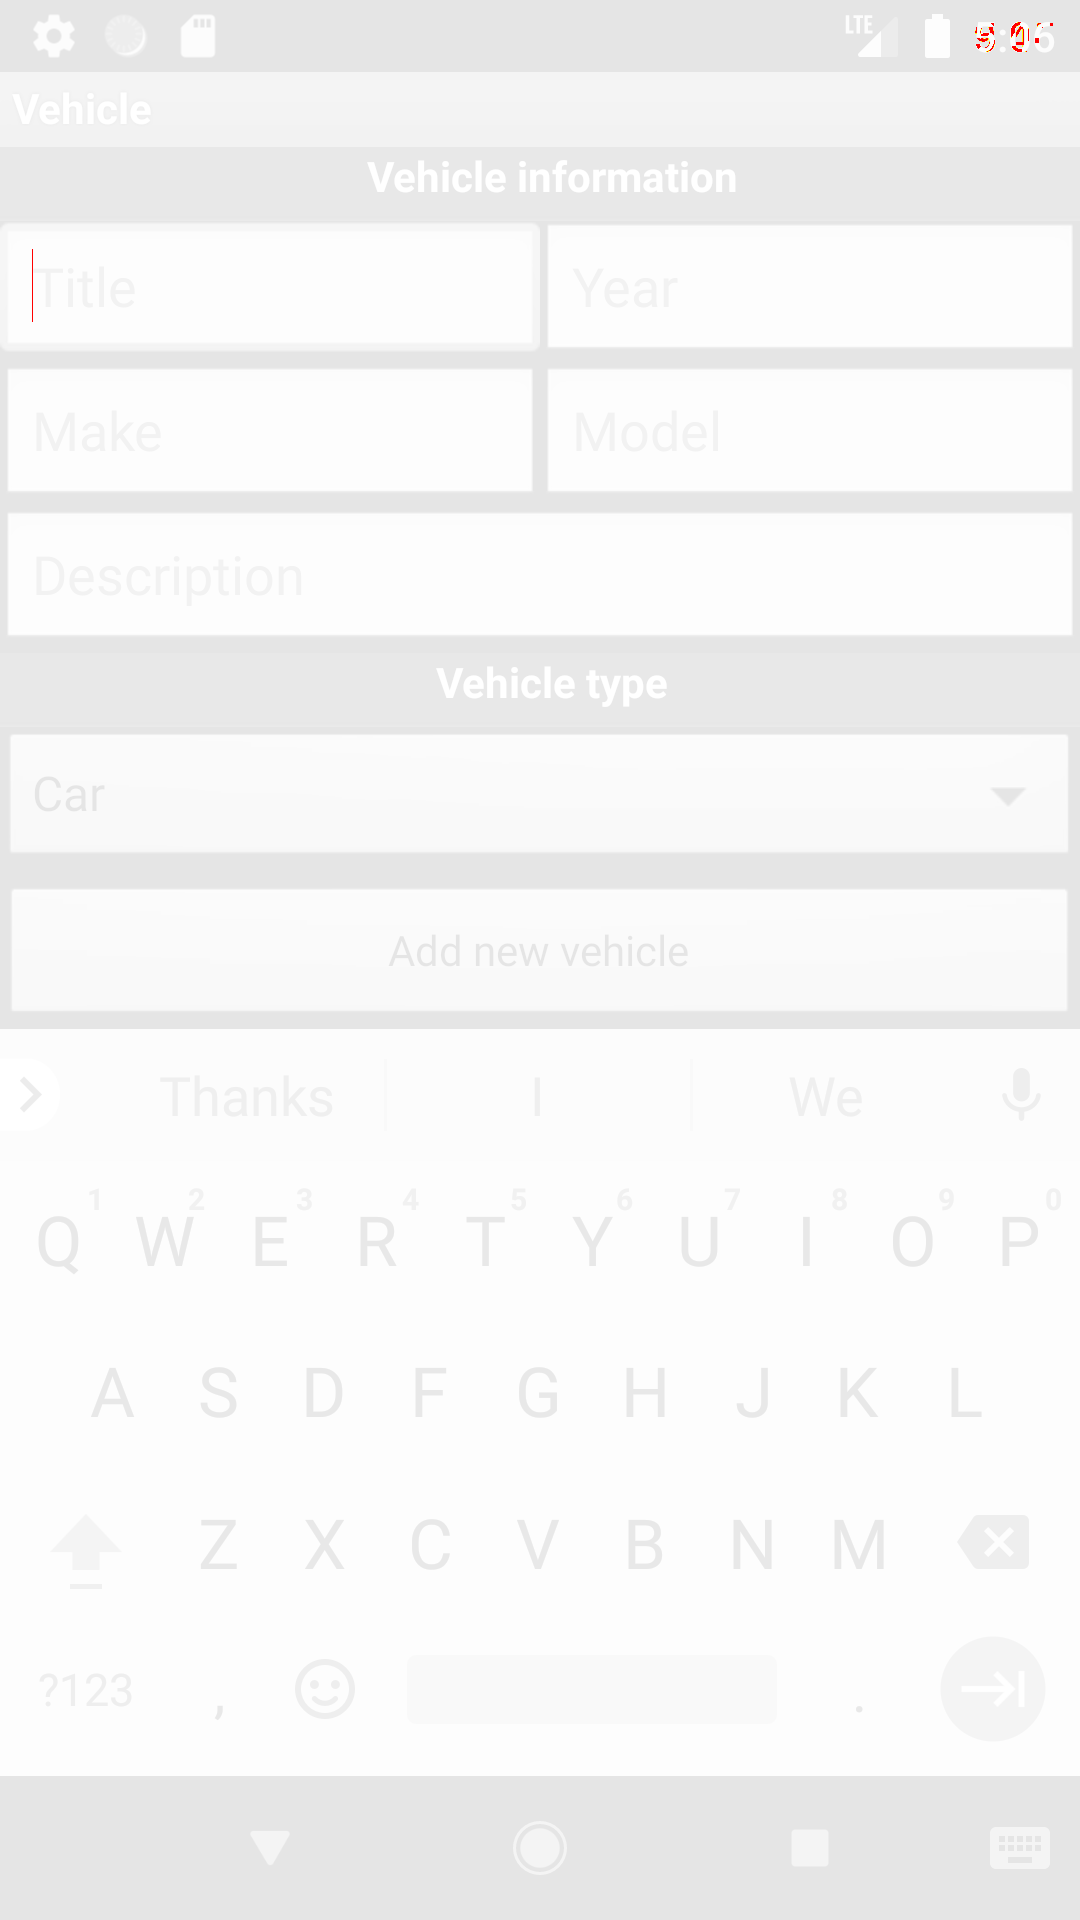 LTE
Vehicle
Vehicle information
Title Year
Make Model
Description
Vehicle type
Car
Add new vehicle
Thanks I We
1 2 3 4 5 6 7 8 9 0
Q W E R T Y U I O P
A S D F G H J K L
Z X C V B N M
?123 , .